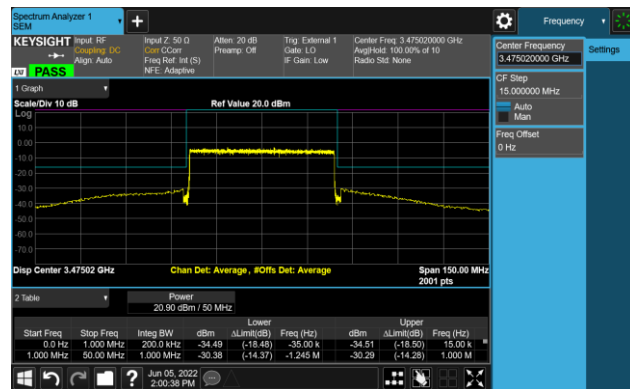 Spectrum Analyzer 1
SEM
Frequency
KEYSIGHT
Input: RF
Coupling: DC
Align: Auto
Input Z: 50 Ω
Corr CCorr
Freq Ref: Int (S)
NFE: Adaptive
Atten: 20 dB
Preamp: Off
Trig: External 1
Gate: LO
IF Gain: Low
Center Freq: 3.475020000 GHz
Avg|Hold: 100.00% of 10
Radio Std: None
LXI PASS
Center Frequency
3.475020000 GHz
Settings
CF Step
15.000000 MHz
Auto
Man
Freq Offset
0 Hz
1 Graph
Scale/Div 10 dB
Ref Value 20.0 dBm
Log
10.0
0.00
-10.0
-20.0
-30.0
-40.0
-50.0
-60.0
-70.0
Disp Center 3.47502 GHz
Chan Det: Average , #Offs Det: Average
Span 150.00 MHz
2001 pts
2 Table
Power
20.90 dBm / 50 MHz
Lower Upper
Start Freq Stop Freq Integ BW dBm ΔLimit(dB) Freq (Hz) dBm ΔLimit(dB) Freq (Hz)
0.0 Hz 1.000 MHz 200.0 kHz -34.49 (-18.48) -35.00 k -34.51 (-18.50) 15.00 k
1.000 MHz 50.00 MHz 1.000 MHz -30.38 (-14.37) -1.245 M -30.29 (-14.28) 1.000 M
Jun 05, 2022
2:00:38 PM